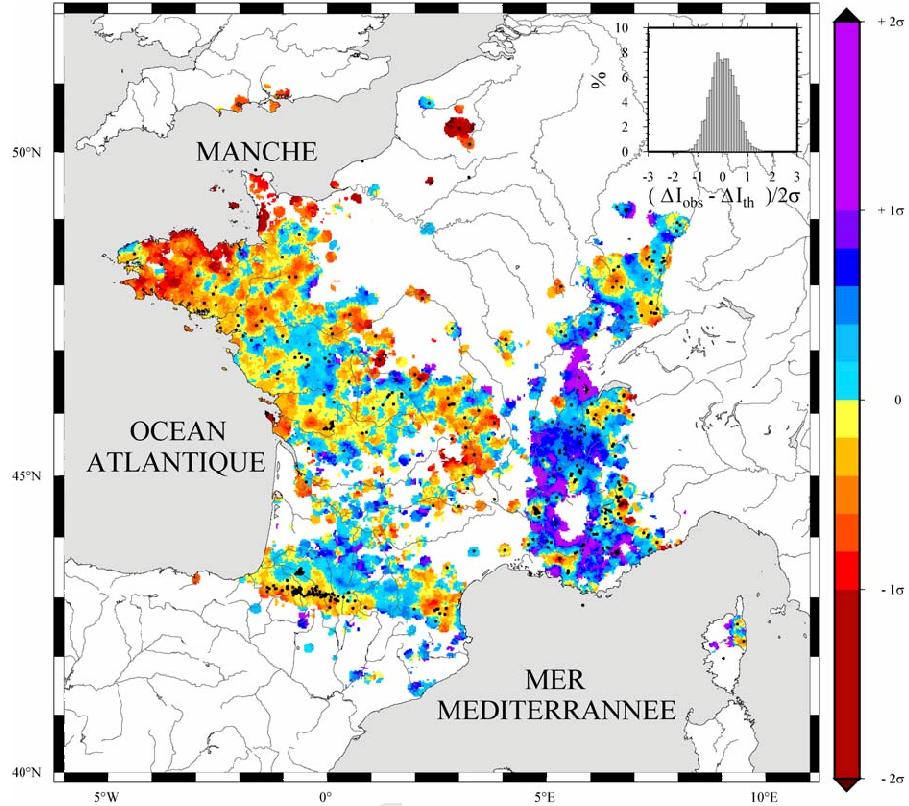 10
8
6
4
2
0
%
-3 -2 -1 0 1 2 3
( ΔIobs - ΔIth )/2σ
+ 2σ
+ 1σ
0
- 1σ
- 2σ
50°N
45°N
40°N
MANCHE
OCEAN
ATLANTIQUE
MER
MEDITERRANNEE
5°W 0° 5°E 10°E